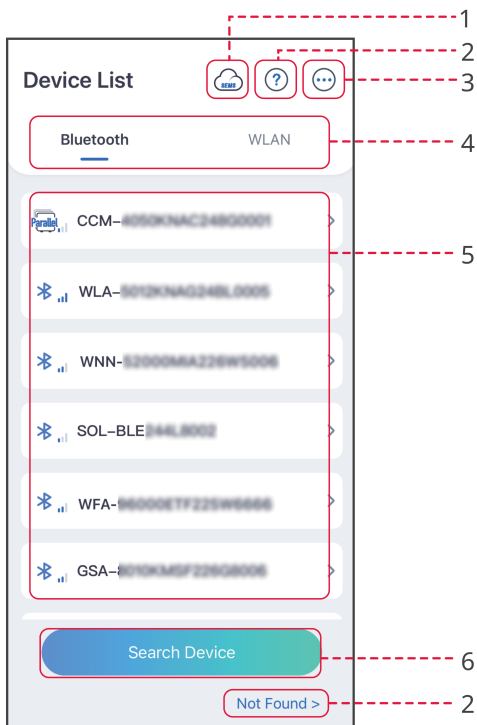 1
2
3
Device List
SEMS
?
Bluetooth WLAN
4
Parallel
CCM-
5
WLA-
WNN-
SOL-BLE
WFA-
GSA-
Search Device
6
Not Found >
2